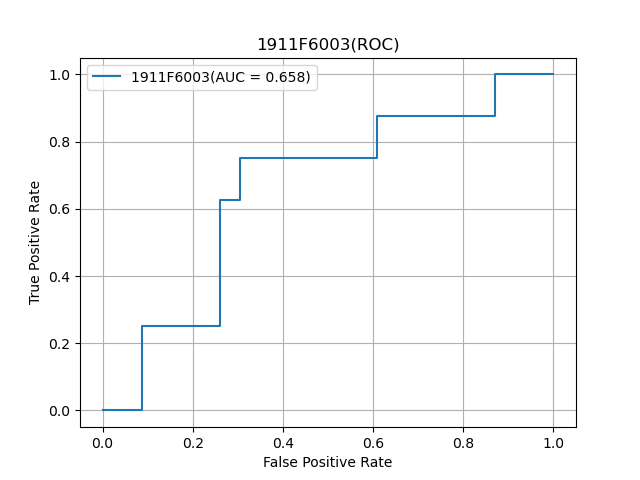 1911F6003(ROC)
1911F6003(AUC = 0.658)
True Positive Rate
1.0
0.8
0.6
0.4
0.2
0.0
0.0 0.2 0.4 0.6 0.8 1.0
False Positive Rate